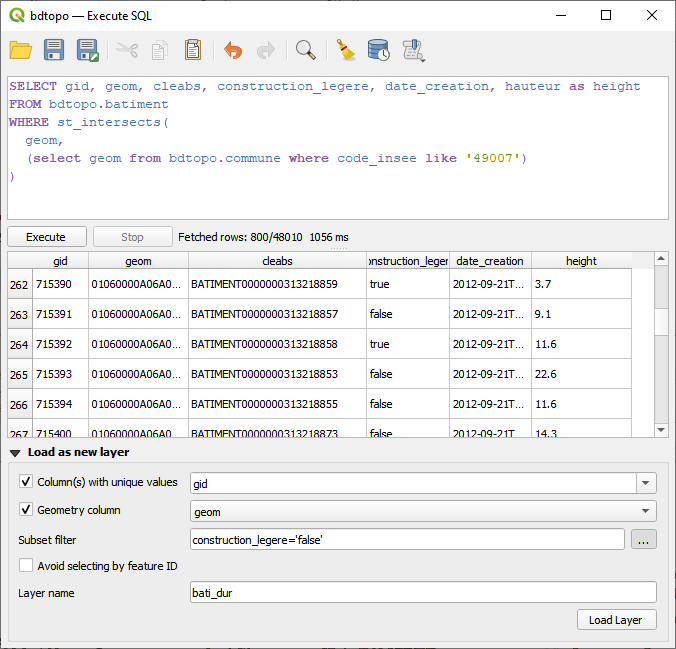 bdtopo — Execute SQL
SELECT gid, geom, cleabs, construction_legere, date_creation, hauteur as height
FROM bdtopo.batiment
WHERE st_intersects(
geom,
(select geom from bdtopo.commune where code_insee like '49007')
)
Execute Stop Fetched rows: 800/48010 1056 ms
gid geom cleabs onstruction_leger date_creation height
262 715390 01060000A06A0... BATIMENT0000000313218859 true 2012-09-21T... 3.7
263 715391 01060000A06A0... BATIMENT0000000313218857 false 2012-09-21T... 9.1
264 715392 01060000A06A0... BATIMENT0000000313218858 true 2012-09-21T... 11.6
265 715393 01060000A06A0... BATIMENT0000000313218853 false 2012-09-21T... 22.6
266 715394 01060000A06A0... BATIMENT0000000313218855 false 2012-09-21T... 11.6
267 715400 01060000A06A0... BATIMENT0000000313218873 false 2012-09-21T... 14.3
Load as new layer
Column(s) with unique values gid
Geometry column geom
Subset filter construction_legere='false' ...
Avoid selecting by feature ID
Layer name bati_dur
Load Layer